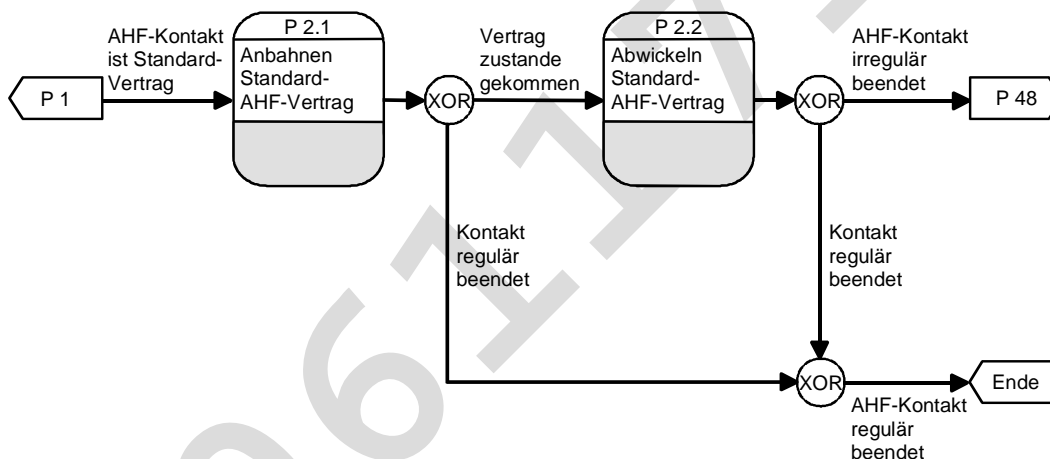 P 1
AHF-Kontakt
ist Standard-
Vertrag
P 2.1
Anbahnen
Standard-
AHF-Vertrag
XOR
Vertrag
zustande
gekommen
P 2.2
Abwickeln
Standard-
AHF-Vertrag
XOR
AHF-Kontakt
irregulär
beendet
P 48
Kontakt
regulär
beendet
Kontakt
regulär
beendet
XOR
AHF-Kontakt
regulär
beendet
Ende